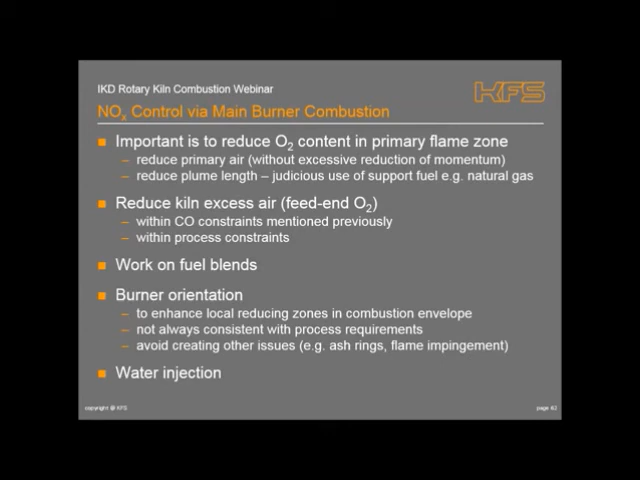 IKD Rotary Kiln Combustion Webinar
KFS
NOx Control via Main Burner Combustion
Important is to reduce O2 content in primary flame zone
– reduce primary air (without excessive reduction of momentum)
– reduce plume length – judicious use of support fuel e.g. natural gas
Reduce kiln excess air (feed-end O2)
– within CO constraints mentioned previously
– within process constraints
Work on fuel blends
Burner orientation
– to enhance local reducing zones in combustion envelope
– not always consistent with process requirements
– avoid creating other issues (e.g. ash rings, flame impingement)
Water injection
copyright @ KFS
page 62